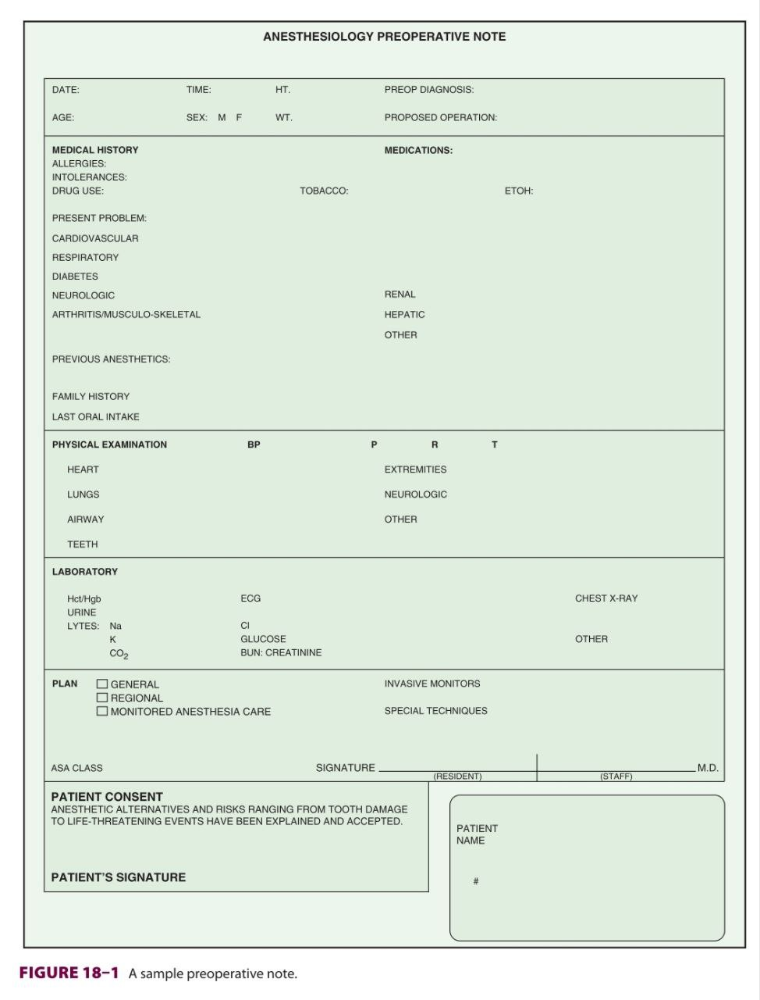 ANESTHESIOLOGY PREOPERATIVE NOTE
DATE: TIME: HT. PREOP DIAGNOSIS:
AGE: SEX: M F WT. PROPOSED OPERATION:
MEDICAL HISTORY MEDICATIONS:
ALLERGIES:
INTOLERANCES:
DRUG USE: TOBACCO: ETOH:
PRESENT PROBLEM:
CARDIOVASCULAR
RESPIRATORY
DIABETES
NEUROLOGIC RENAL
ARTHRITIS/MUSCULO-SKELETAL HEPATIC
OTHER
PREVIOUS ANESTHETICS:
FAMILY HISTORY
LAST ORAL INTAKE
PHYSICAL EXAMINATION BP P R T
HEART EXTREMITIES
LUNGS NEUROLOGIC
AIRWAY OTHER
TEETH
LABORATORY
Hct/Hgb ECG CHEST X-RAY
URINE
LYTES: Na Cl
K GLUCOSE OTHER
CO2 BUN: CREATININE
PLAN GENERAL INVASIVE MONITORS
REGIONAL
MONITORED ANESTHESIA CARE SPECIAL TECHNIQUES
ASA CLASS SIGNATURE M.D.
(RESIDENT) (STAFF)
PATIENT CONSENT
ANESTHETIC ALTERNATIVES AND RISKS RANGING FROM TOOTH DAMAGE
TO LIFE-THREATENING EVENTS HAVE BEEN EXPLAINED AND ACCEPTED.
PATIENT'S SIGNATURE
PATIENT
NAME
#
FIGURE 18–1 A sample preoperative note.